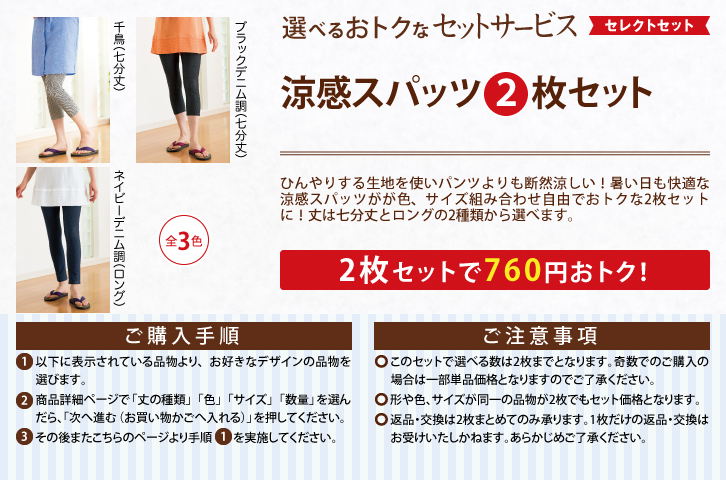 選べるおトクなセットサービス
セレクトセット
涼感スパッツ2枚セット
千鳥(七分丈)
ブラックデニム調(七分丈)
ネイビーデニム調(ロング)
全3色
ひんやりする生地を使いパンツよりも断然涼しい！暑い日も快適な
涼感スパッツがが色、サイズ組み合わせ自由でおトクな2枚セット
に！丈は七分丈とロングの2種類から選べます。
2枚セットで760円おトク！
ご購入手順
1 以下に表示されている品物より、お好きなデザインの品物を
選びます。
2 商品詳細ページで「丈の種類」「色」「サイズ」「数量」を選ん
だら、「次へ進む（お買い物かごへ入れる）」を押してください。
3 その後またこちらのページより手順1を実施してください。
ご注意事項
○このセットで選べる数は2枚までとなります。奇数でのご購入の
場合は一部単品価格となりますのでご了承ください。
○形や色、サイズが同一の品物が2枚でもセット価格となります。
○返品・交換は2枚まとめてのみ承ります。1枚だけの返品・交換は
お受けいたしかねます。あらかじめご了承ください。